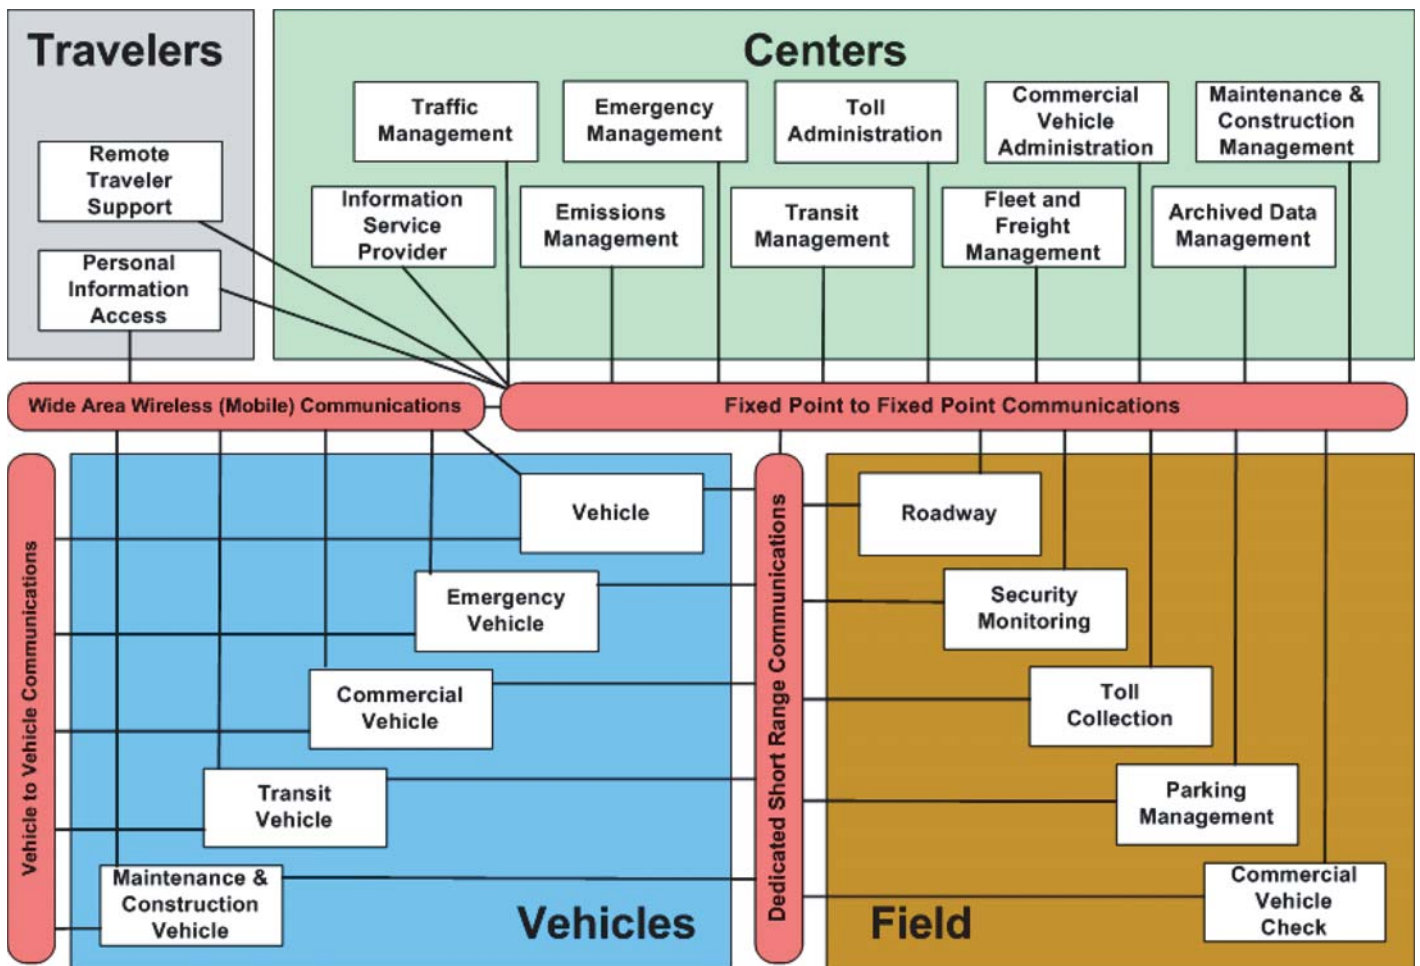 Travelers
Remote
Traveler
Support
Personal
Information
Access
Centers
Traffic
Management
Emergency
Management
Toll
Administration
Commercial
Vehicle
Administration
Maintenance &
Construction
Management
Information
Service
Provider
Emissions
Management
Transit
Management
Fleet and
Freight
Management
Archived Data
Management
Wide Area Wireless (Mobile) Communications
Fixed Point to Fixed Point Communications
Vehicle to Vehicle Communications
Vehicle
Emergency
Vehicle
Commercial
Vehicle
Transit
Vehicle
Maintenance &
Construction
Vehicle
Vehicles
Dedicated Short Range Communications
Roadway
Security
Monitoring
Toll
Collection
Parking
Management
Commercial
Vehicle
Check
Field